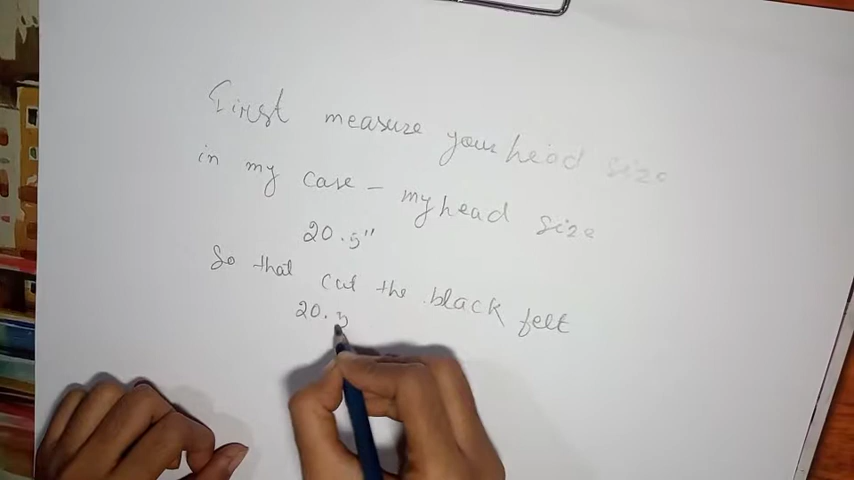 First measure your head size
in my case - my head size
20.5"
So that cut the black felt
20.5